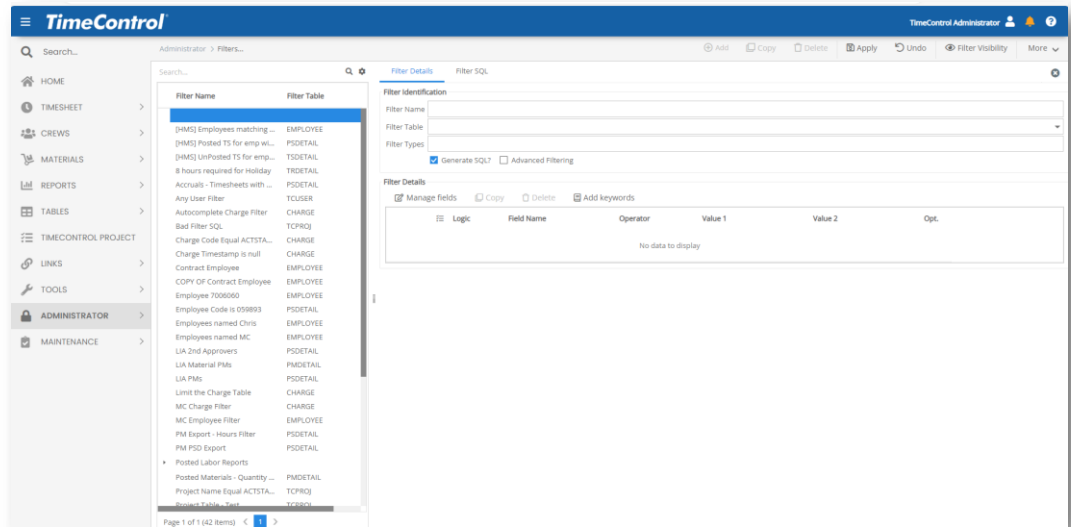 TimeControl
TimeControl Administrator
Search...
HOME
TIMESHEET
CREWS
MATERIALS
REPORTS
TABLES
TIMECONTROL PROJECT
LINKS
TOOLS
ADMINISTRATOR
MAINTENANCE
Administrator > Filters...
Add Copy Delete Apply Undo Filter Visibility More
Search...
Filter Name Filter Table
[HMS] Employees matching ... EMPLOYEE
[HMS] Posted TS for emp wi... PSDETAIL
[HMS] UnPosted TS for emp... TSDETAIL
8 hours required for Holiday TRDETAIL
Accruals - Timesheets with ... PSDETAIL
Any User Filter TCUSER
Autocomplete Charge Filter CHARGE
Bad Filter SQL TCPROJ
Charge Code Equal ACTSTA... CHARGE
Charge Timestamp is null CHARGE
Contract Employee EMPLOYEE
COPY OF Contract Employee EMPLOYEE
Employee 7006060 EMPLOYEE
Employee Code is 059893 PSDETAIL
Employees named Chris EMPLOYEE
Employees named MC EMPLOYEE
LIA 2nd Approvers PSDETAIL
LIA Material PMs PMDETAIL
LIA PMs PSDETAIL
Limit the Charge Table CHARGE
MC Charge Filter CHARGE
MC Employee Filter EMPLOYEE
PM Export - Hours Filter PSDETAIL
PM PSD Export PSDETAIL
Posted Labor Reports
Posted Materials - Quantity ... PMDETAIL
Project Name Equal ACTSTA... TCPROJ
Project Table - Test TCPROJ
Page 1 of 1 (42 items) < 1 >
Filter Details Filter SQL
Filter Identification
Filter Name
Filter Table
Filter Types
Generate SQL? Advanced Filtering
Filter Details
Manage fields Copy Delete Add keywords
Logic Field Name Operator Value 1 Value 2 Opt.
No data to display